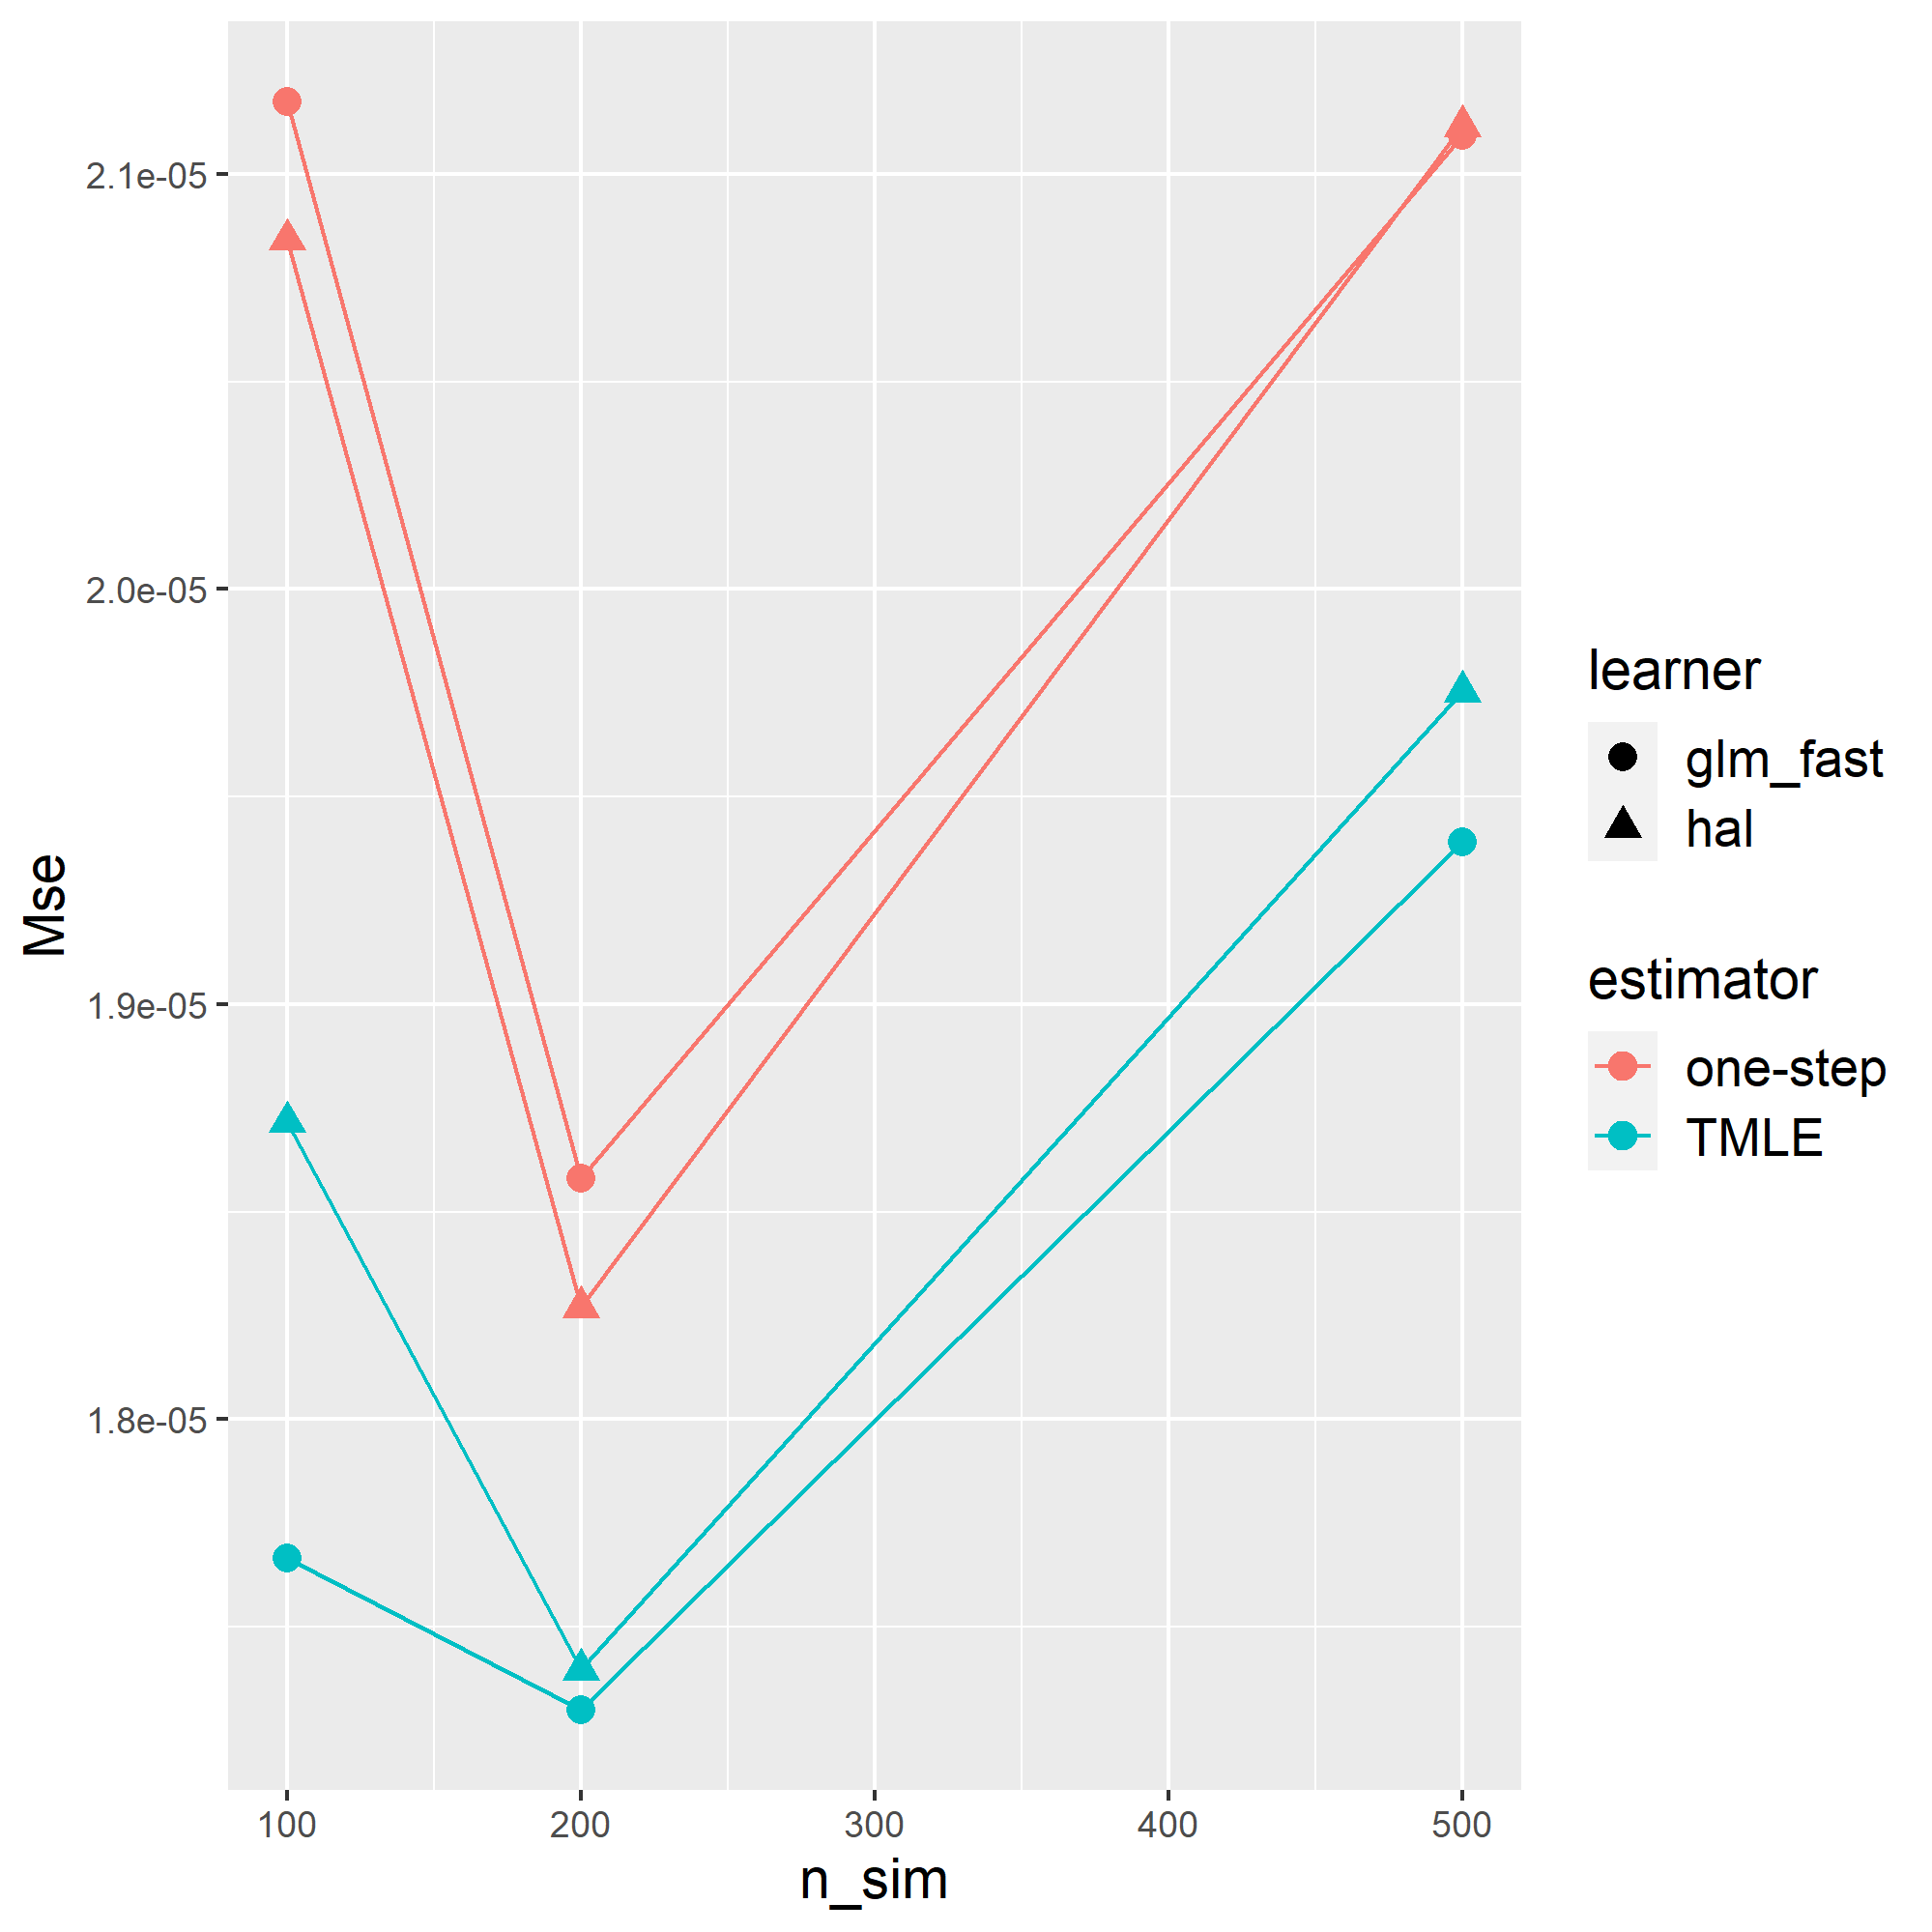 2.1e-05
2.0e-05
1.9e-05
1.8e-05
Mse
100 200 300 400 500
n_sim
learner
glm_fast
hal
estimator
one-step
TMLE